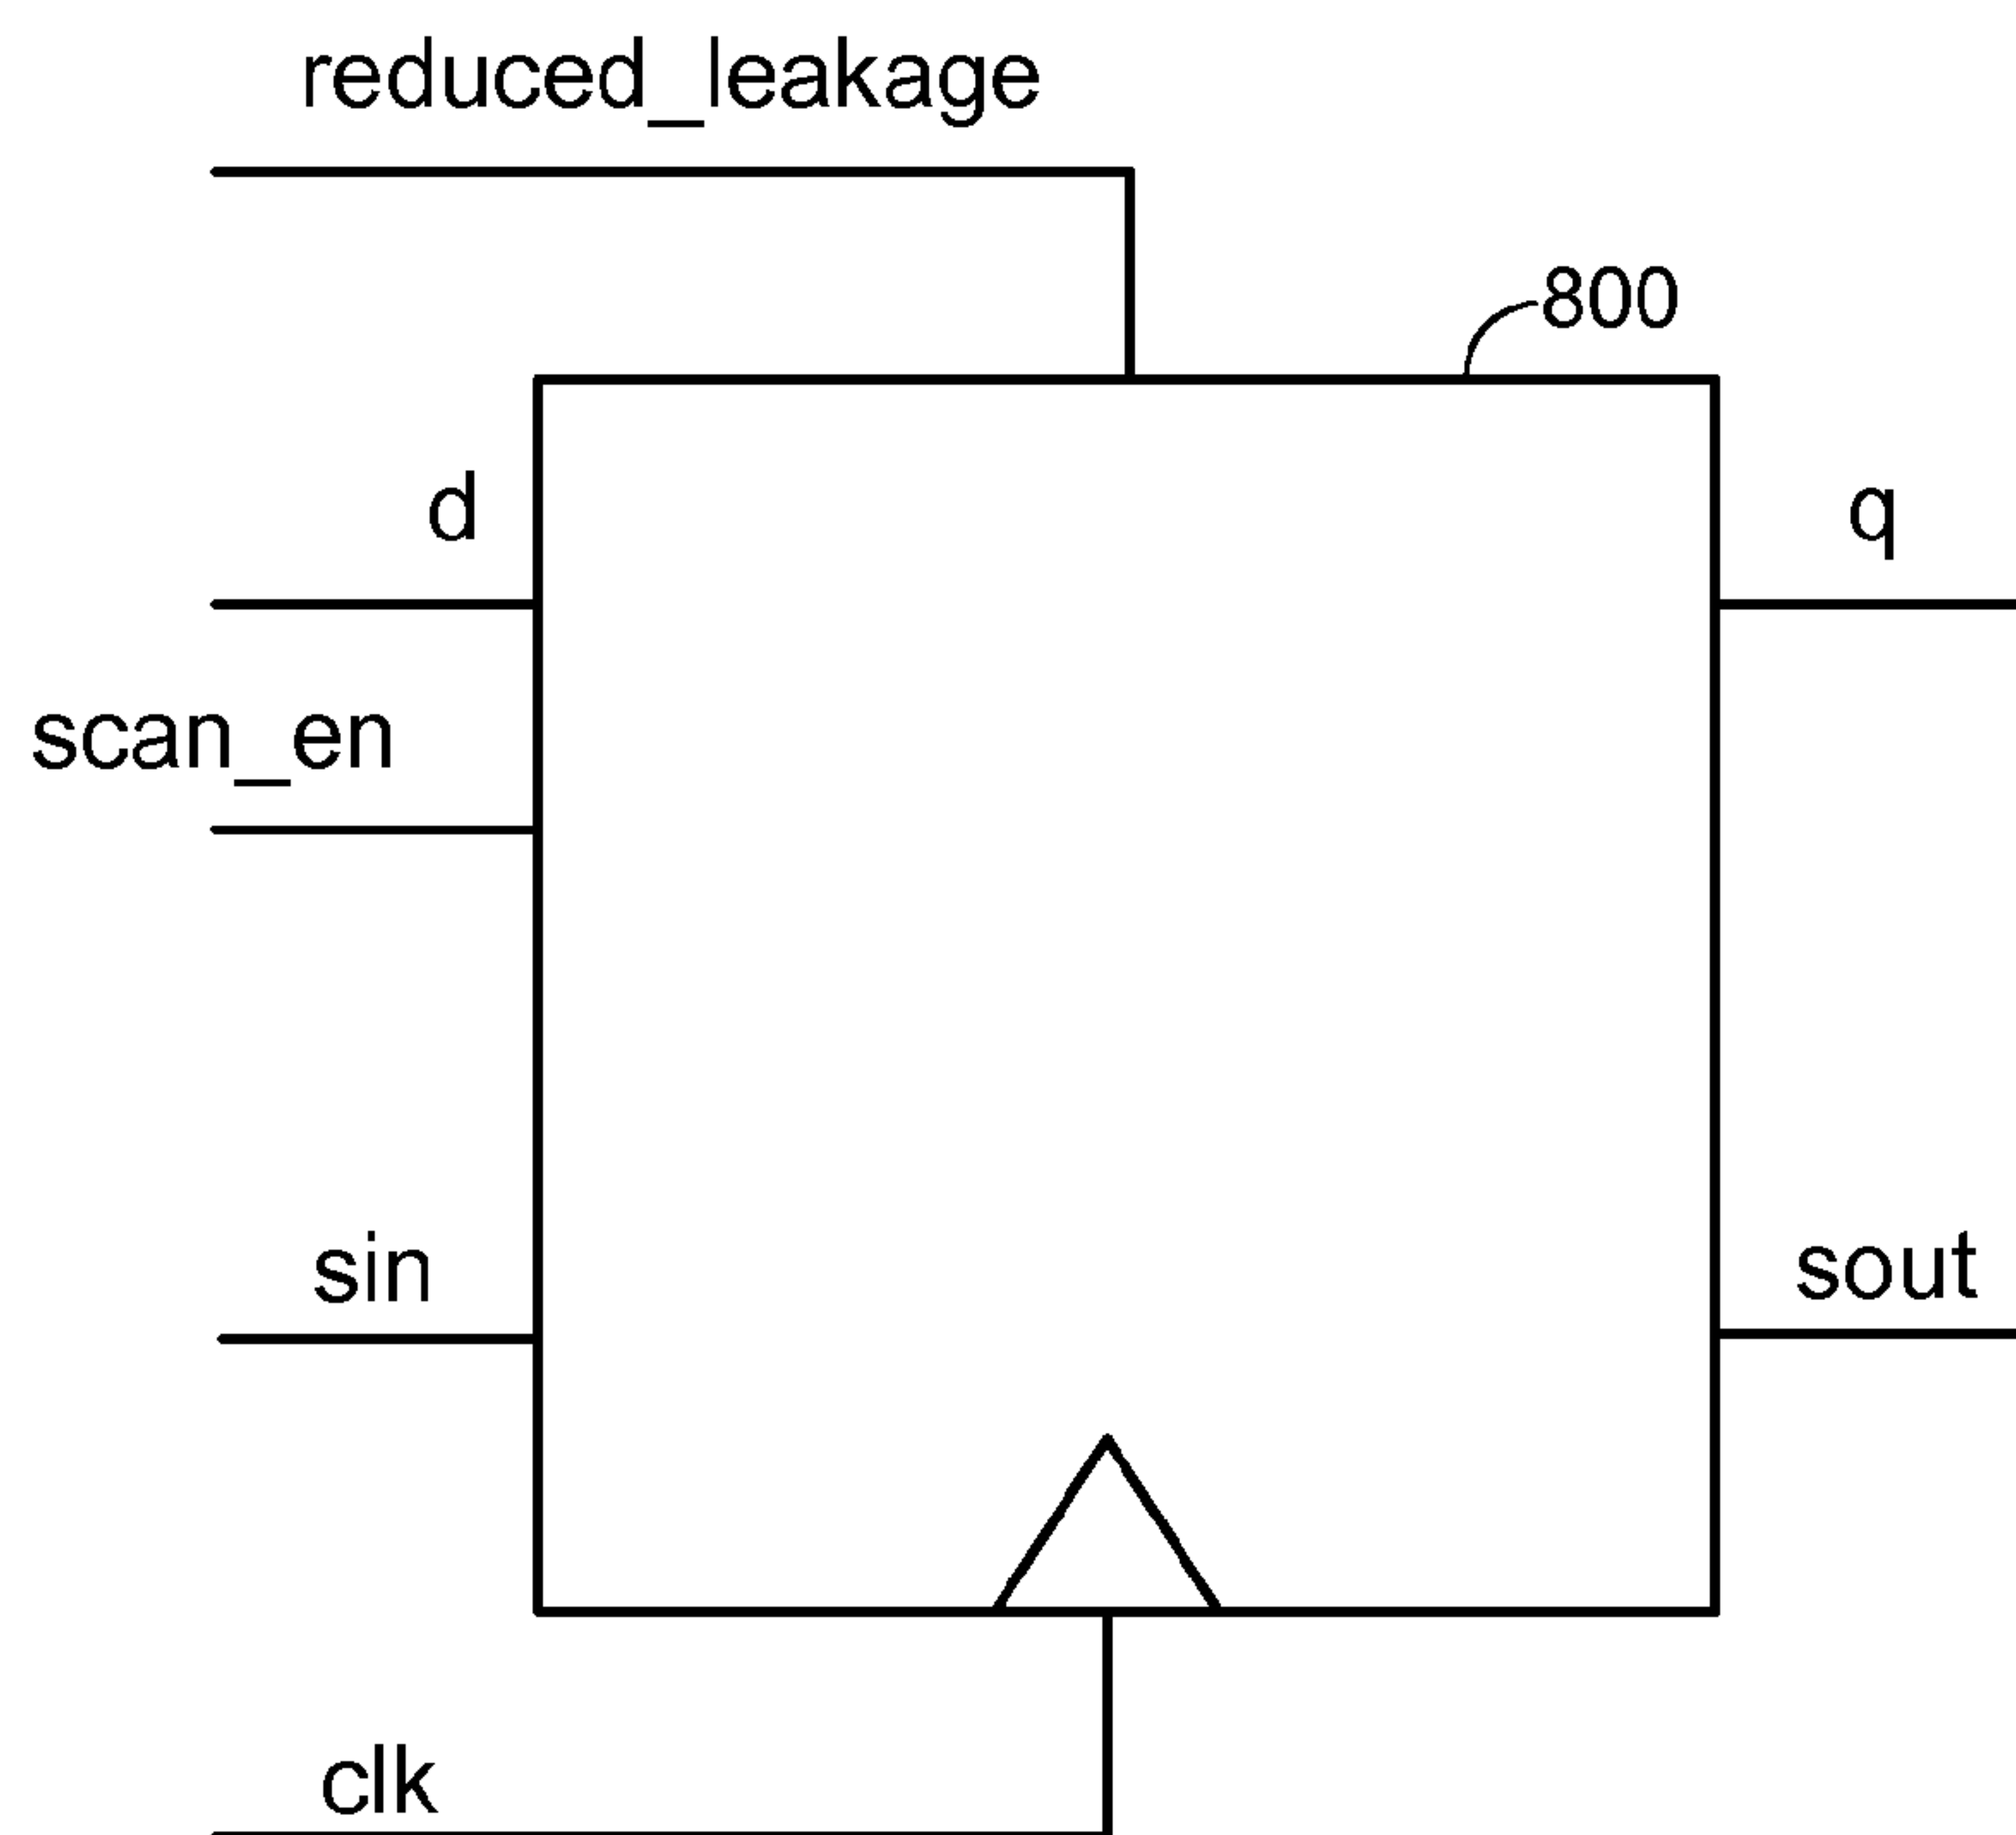 reduced_leakage
800
d
q
scan_en
sin
sout
clk